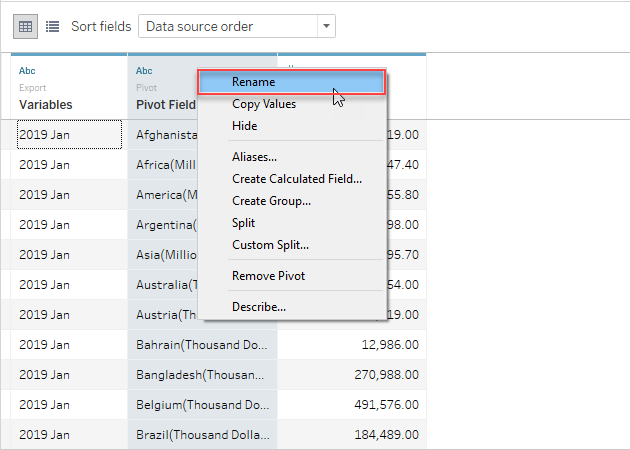 Sort fields Data source order
Abc Abc
Export Pivot
Variables Pivot Field
Rename
Copy Values
Hide
Aliases...
Create Calculated Field...
Create Group...
Split
Custom Split...
Remove Pivot
Describe...
2019 Jan Afghanista 19.00
2019 Jan Africa(Mill 47.40
2019 Jan America(M 55.80
2019 Jan Argentina( 98.00
2019 Jan Asia(Millio 95.70
2019 Jan Australia(T 54.00
2019 Jan Austria(Th 19.00
2019 Jan Bahrain(Thousand Do... 12,986.00
2019 Jan Bangladesh(Thousan... 270,988.00
2019 Jan Belgium(Thousand Do... 491,576.00
2019 Jan Brazil(Thousand Dolla... 184,489.00